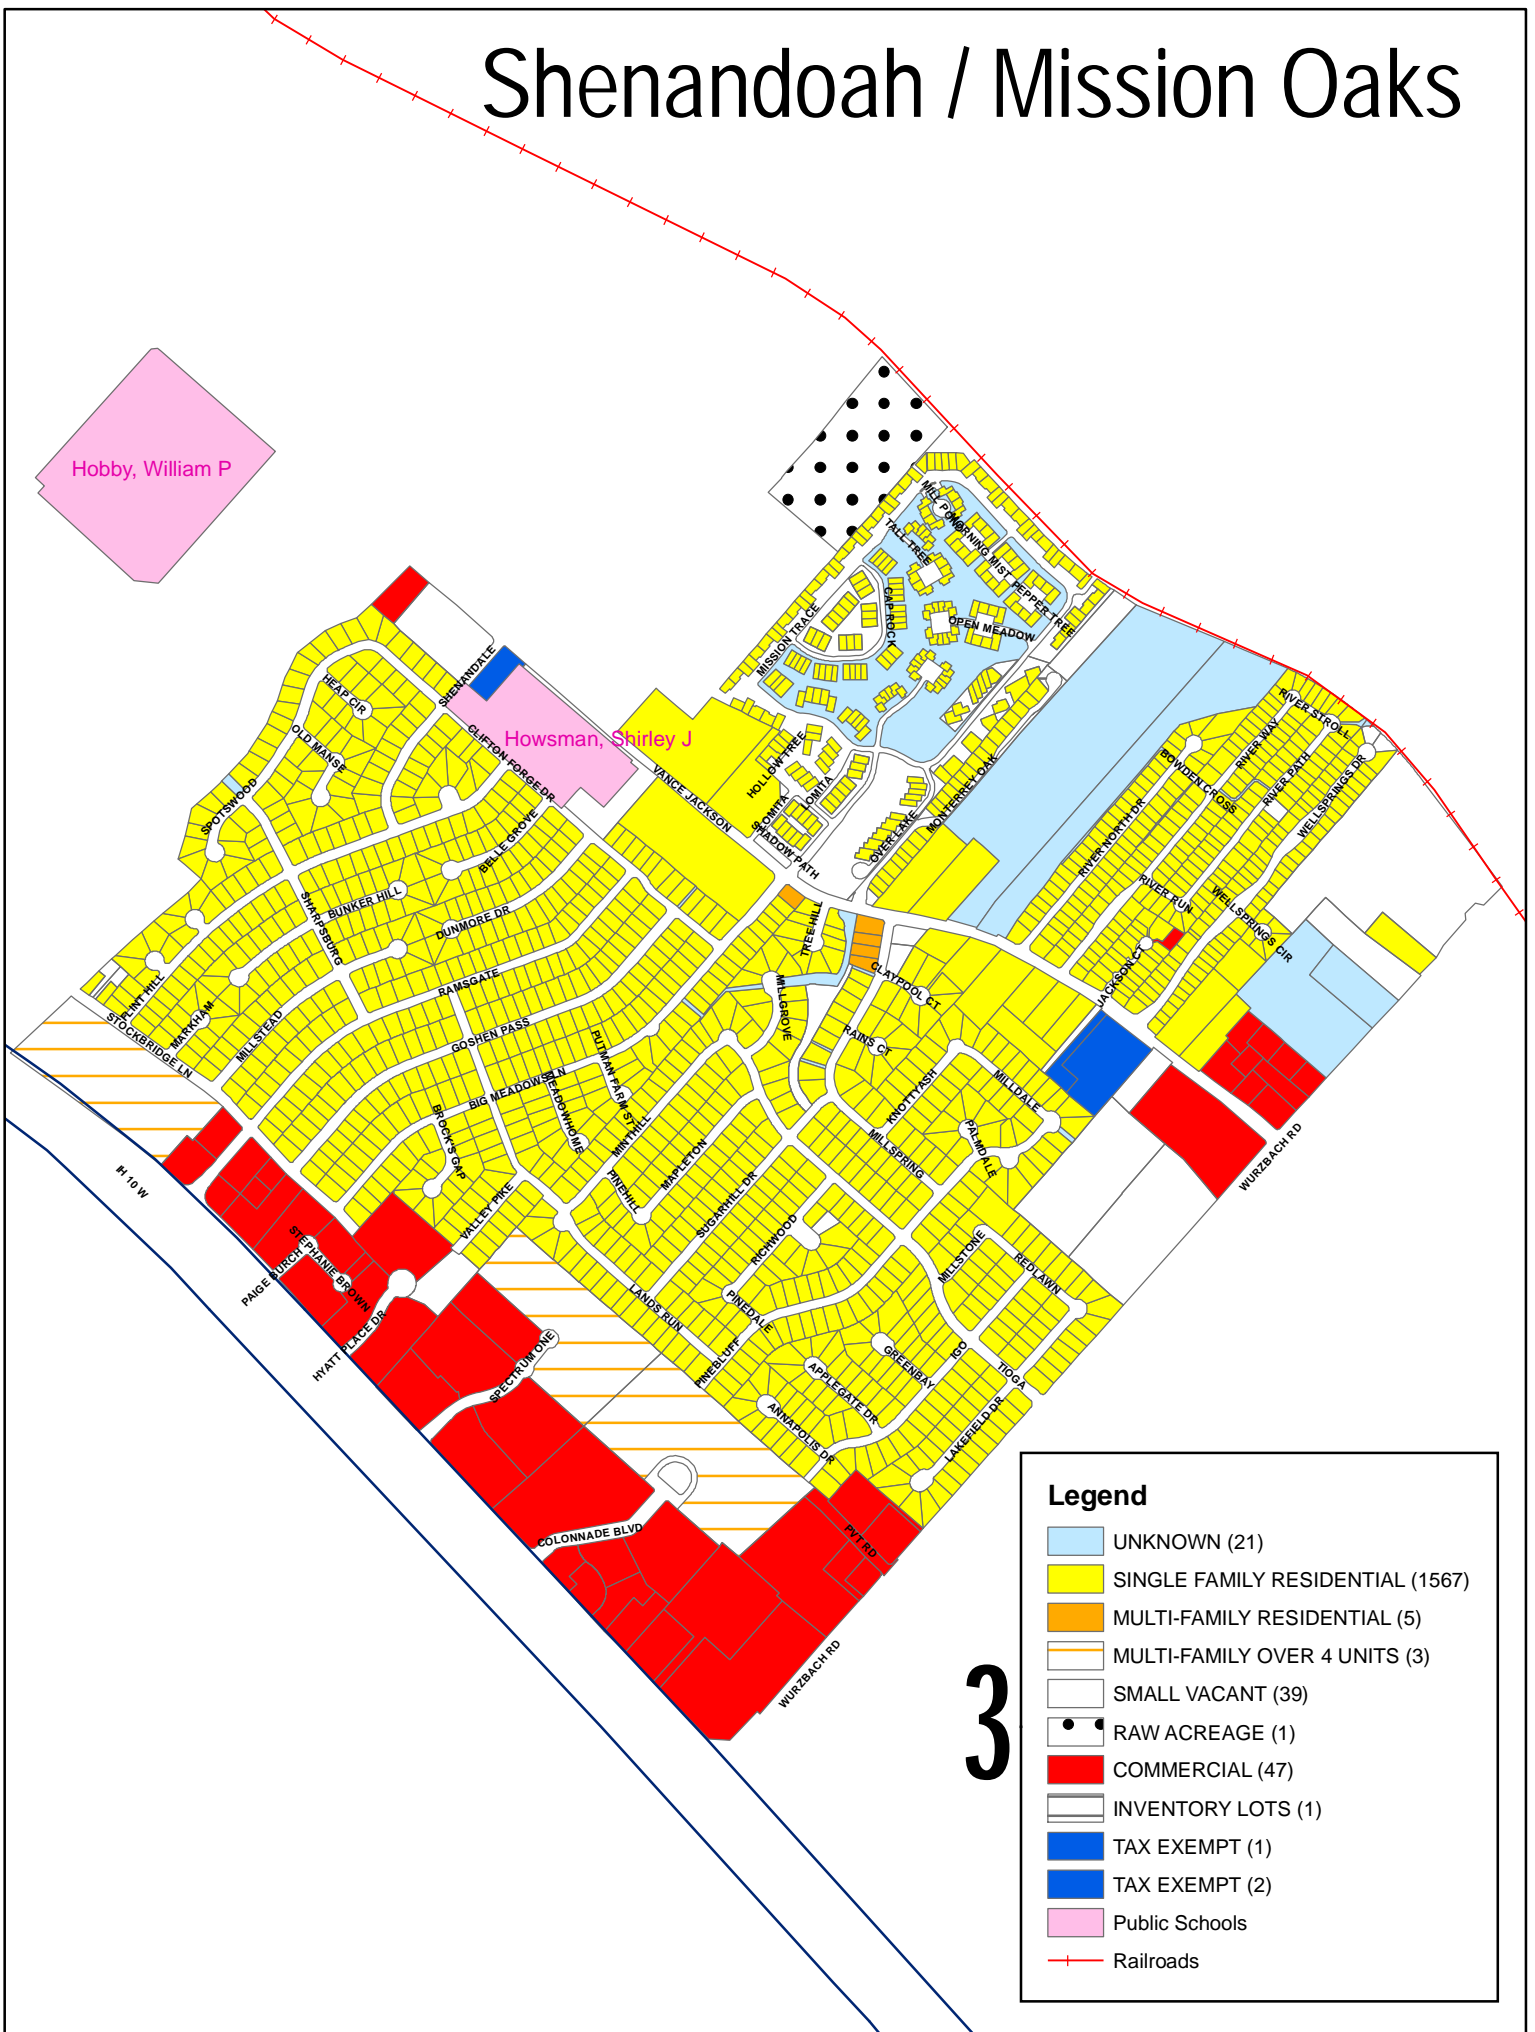 Shenandoah / Mission Oaks
Hobby, William P
MILL POND
MORNING MIST
TALL TREE
PEPPER TREE
CAP ROCK
OPEN MEADOW
MISSION TRACE
SHENANDALE
HEAP CIR
OLD MANSE
CLIFTON FORGE DR
Howsman, Shirley J
VANCE JACKSON
HOLLOW TREE
LOMITA
LOMITA
SHADOW PATH
OVER LAKE
MONTERREY OAK
RIVER STROLL
RIVER WAY
RIVER PATH
BOWDEN CROSS
WELLSPRINGS DR
RIVER NORTH DR
RIVER RUN
WELLSPRINGS CIR
JACKSON CT
SPOTSWOOD
BELLE GROVE
BUNKER HILL
SHARPSBURG
DUNMORE DR
TREE HILL
CLAYPOOL CT
RAMSGATE
FLINT HILL
MARKHAM
STOCKBRIDGE LN
MILLSTEAD
GOSHEN PASS
MILLGROVE
RAINS CT
PUTMAN FARM ST
BIG MEADOWS LN
MEADOWHOME
KNOTTYASH
MILLDALE
MINTHILL
BROCK'S GAP
MILLSPRING
PALMDALE
MAPLETON
PINEHILL
SUGARHILL DR
VALLEY PIKE
WURZBACH RD
IH 10 W
RICHWOOD
MILLSTONE
REDLAWN
STEPHANIE BROWN
PAIGE BURCH
LANDS RUN
PINEDALE
HYATT PLACE DR
PINEBLUFF
GREENBAY
IGO
TIOGA
SPECTRUM ONE
APPLEGATE DR
ANNAPOLIS DR
LAKEFIELD DR
COLONNADE BLVD
PVT RD
WURZBACH RD
3
Legend
UNKNOWN (21)
SINGLE FAMILY RESIDENTIAL (1567)
MULTI-FAMILY RESIDENTIAL (5)
MULTI-FAMILY OVER 4 UNITS (3)
SMALL VACANT (39)
RAW ACREAGE (1)
COMMERCIAL (47)
INVENTORY LOTS (1)
TAX EXEMPT (1)
TAX EXEMPT (2)
Public Schools
Railroads